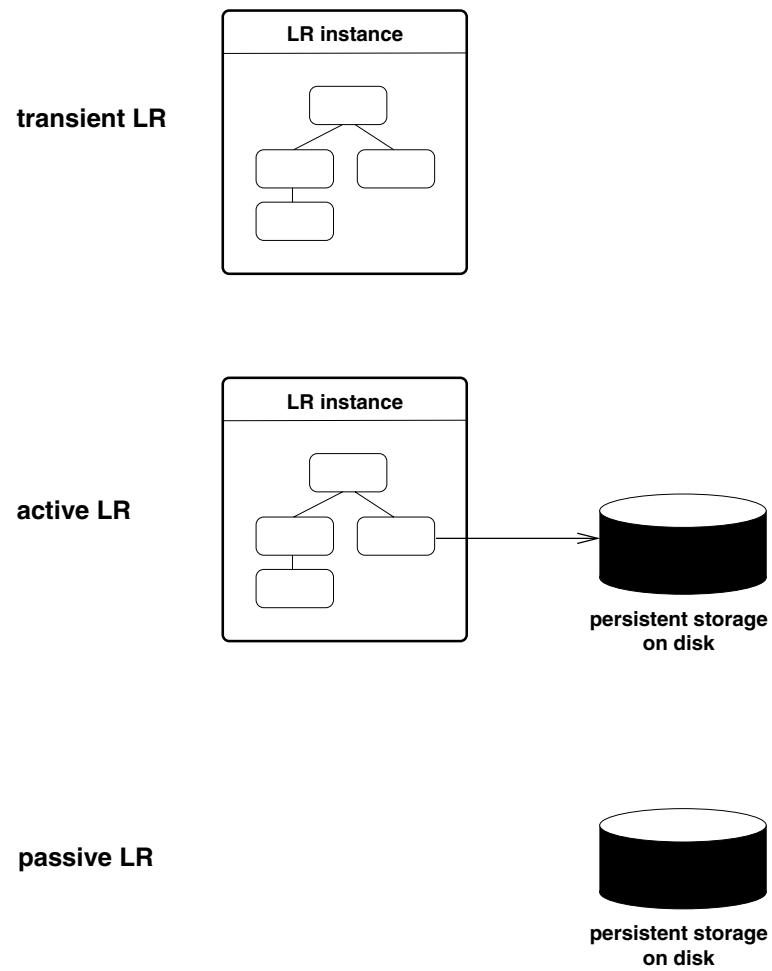 LR instance
transient LR
LR instance
active LR
persistent storage
on disk
passive LR
persistent storage
on disk